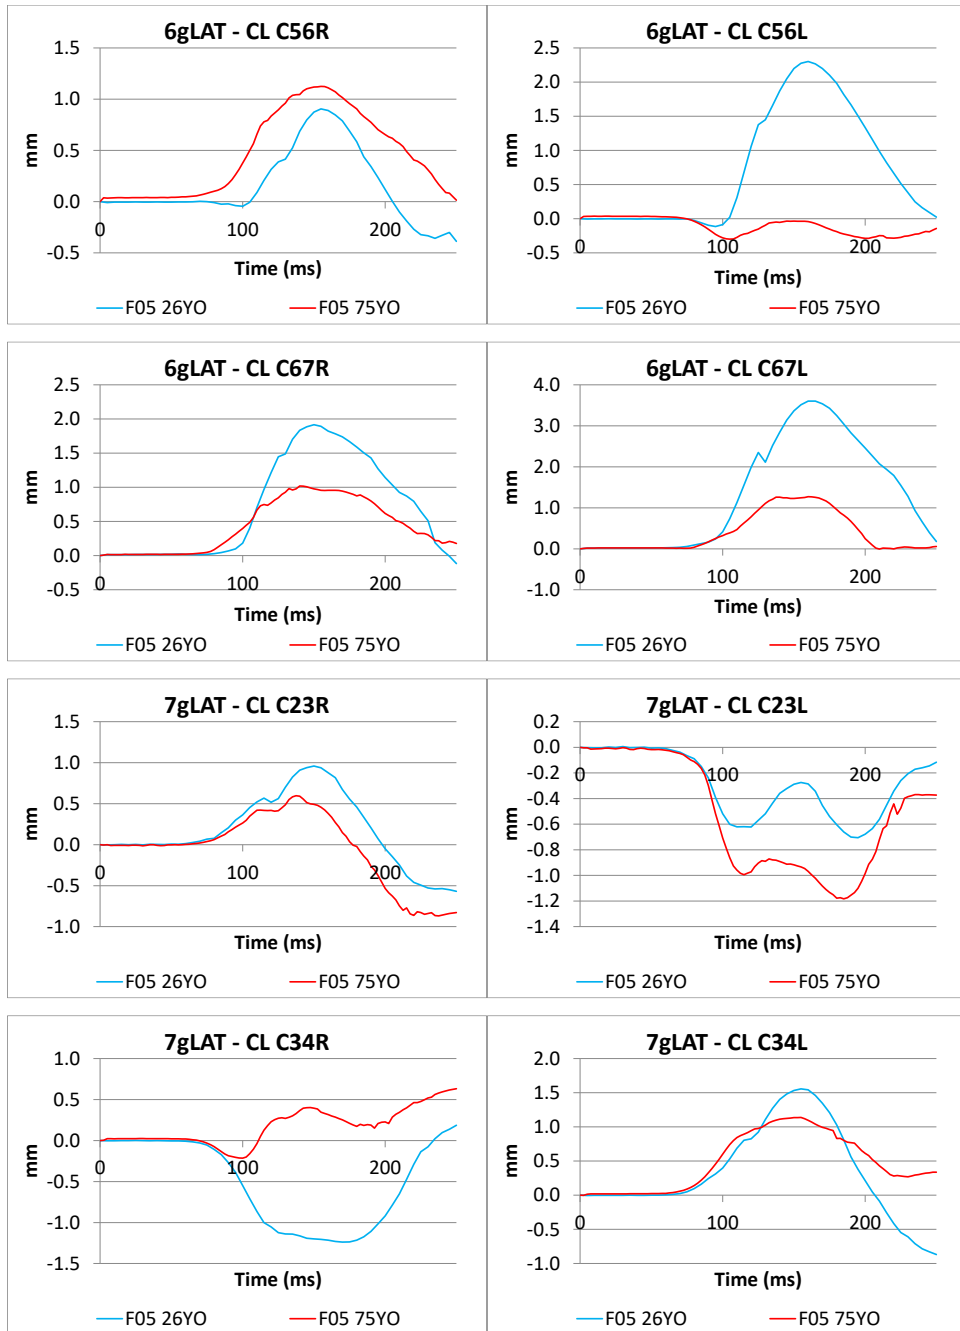 6gLAT - CL C56R
1.5
1.0
0.5
0.0
-0.5
mm
0
100
200
Time (ms)
F05 26YO
F05 75YO
6gLAT - CL C56L
2.5
2.0
1.5
1.0
0.5
0.0
-0.5
mm
0
100
200
Time (ms)
F05 26YO
F05 75YO
6gLAT - CL C67R
2.5
2.0
1.5
1.0
0.5
0.0
-0.5
mm
0
100
200
Time (ms)
F05 26YO
F05 75YO
6gLAT - CL C67L
4.0
3.0
2.0
1.0
0.0
-1.0
mm
0
100
200
Time (ms)
F05 26YO
F05 75YO
7gLAT - CL C23R
1.5
1.0
0.5
0.0
-0.5
-1.0
mm
0
100
200
Time (ms)
F05 26YO
F05 75YO
7gLAT - CL C23L
0.2
0.0
-0.2
-0.4
-0.6
-0.8
-1.0
-1.2
-1.4
mm
0
100
200
Time (ms)
F05 26YO
F05 75YO
7gLAT - CL C34R
1.0
0.5
0.0
-0.5
-1.0
-1.5
mm
0
100
200
Time (ms)
F05 26YO
F05 75YO
7gLAT - CL C34L
2.0
1.5
1.0
0.5
0.0
-0.5
-1.0
mm
0
100
200
Time (ms)
F05 26YO
F05 75YO